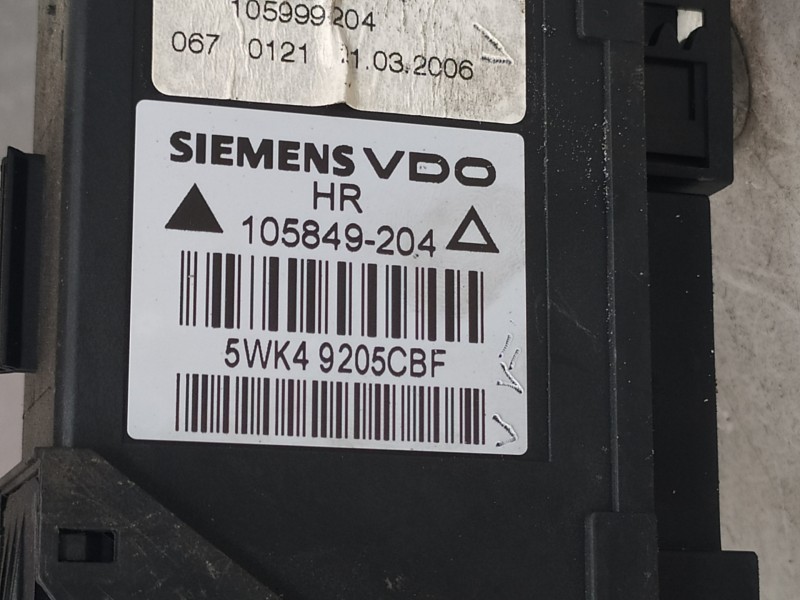 105999204
067 0121 1.03.2006
SIEMENS VDO
HR
105849-204
5WK4 9205CBF